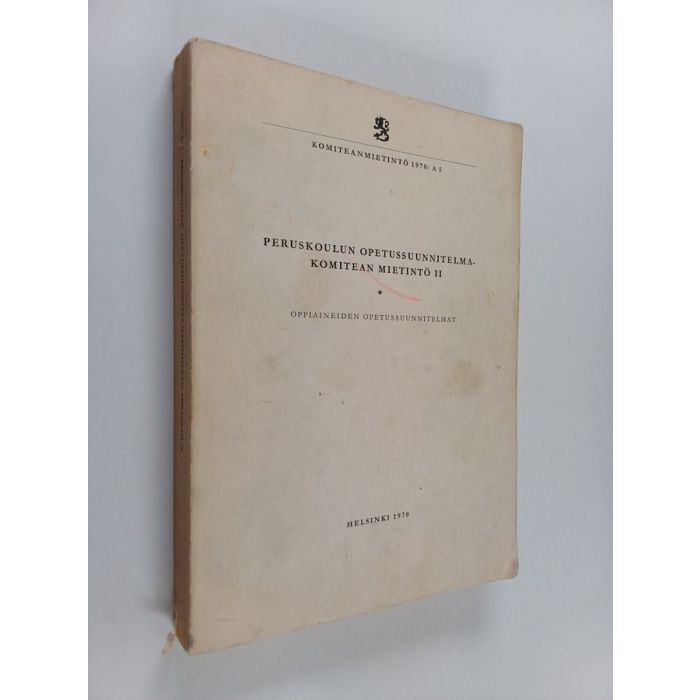 KOMITEANMIETINTÖ 1970: A 5
PERUSKOULUN OPETUSSUUNNITELMA-
KOMITEAN MIETINTÖ II
*
OPPIAINEIDEN OPETUSSUUNNITELMAT
HELSINKI 1970